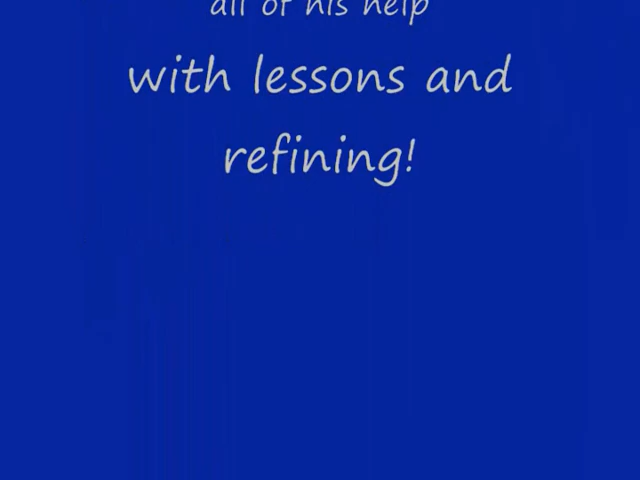 all of his help
with lessons and
refining!